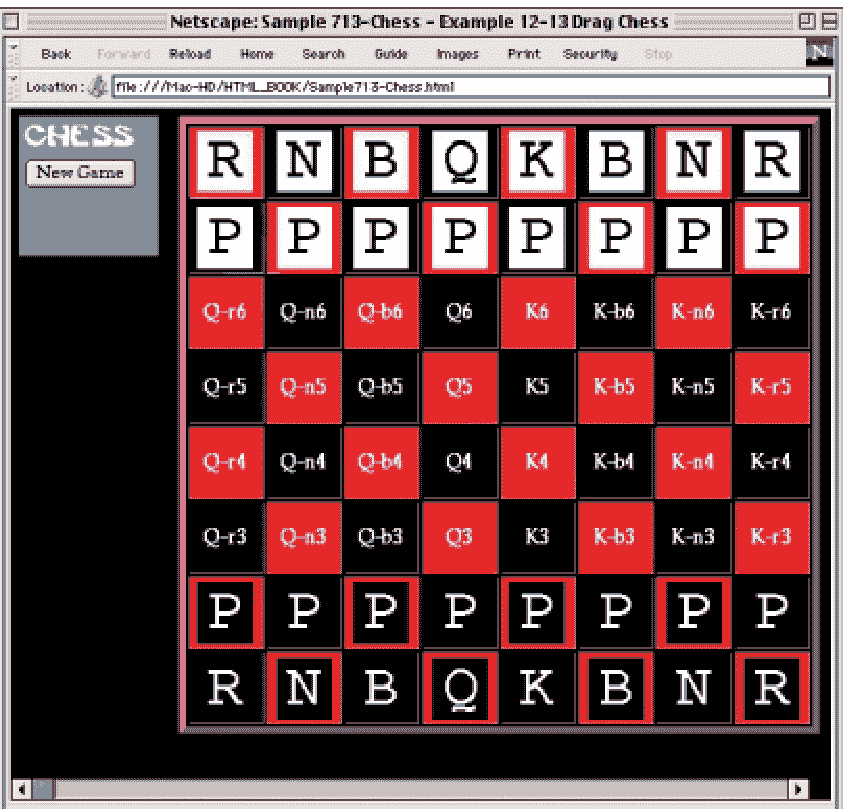 Netscape: Sample 713-Chess - Example 12-13 Drag Chess
Back Forward Reload Home Search Guide Images Print Security Stop N
Location: file:///Mac-HD/HTML_BOOK/Sample713-Chess.html
CHESS
New Game
R N B Q K B N R
P P P P P P P P
Q-r6 Q-n6 Q-b6 Q6 K6 K-b6 K-n6 K-r6
Q-r5 Q-n5 Q-b5 Q5 K5 K-b5 K-n5 K-r5
Q-r4 Q-n4 Q-b4 Q4 K4 K-b4 K-n4 K-r4
Q-r3 Q-n3 Q-b3 Q3 K3 K-b3 K-n3 K-r3
P P P P P P P P
R N B Q K B N R